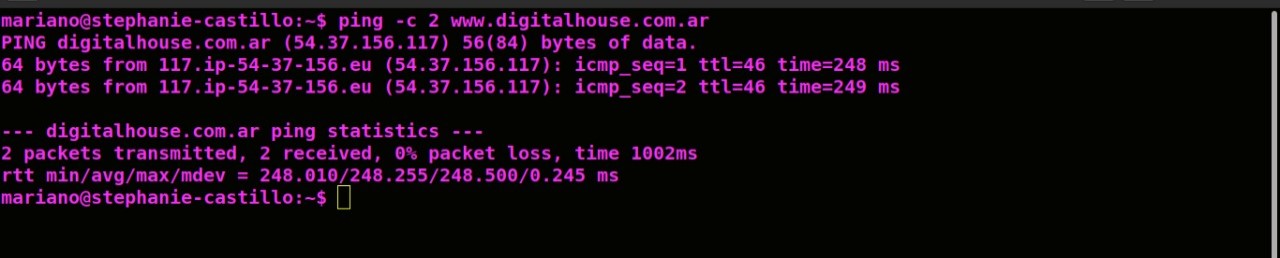 mariano@stephanie-castillo:~$ ping -c 2 www.digitalhouse.com.ar
PING digitalhouse.com.ar (54.37.156.117) 56(84) bytes of data.
64 bytes from 117.ip-54-37-156.eu (54.37.156.117): icmp_seq=1 ttl=46 time=248 ms
64 bytes from 117.ip-54-37-156.eu (54.37.156.117): icmp_seq=2 ttl=46 time=249 ms
--- digitalhouse.com.ar ping statistics ---
2 packets transmitted, 2 received, 0% packet loss, time 1002ms
rtt min/avg/max/mdev = 248.010/248.255/248.500/0.245 ms
mariano@stephanie-castillo:~$